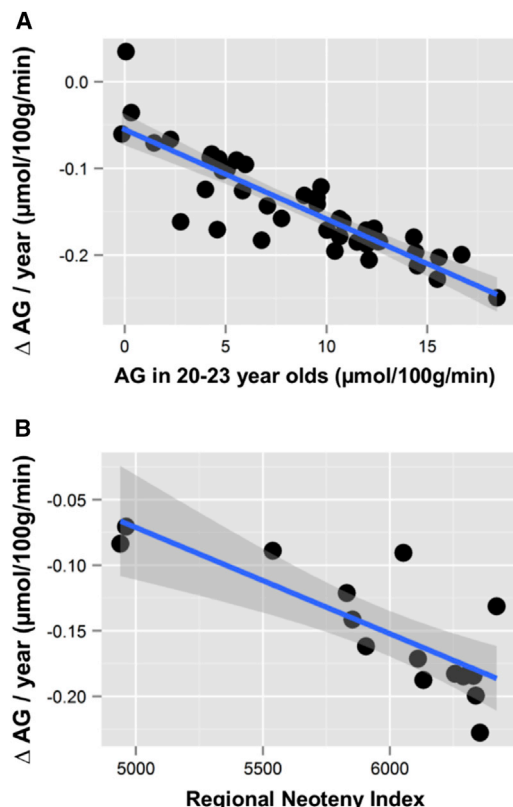 A
Δ AG / year (µmol/100g/min)
0.0
-0.1
-0.2
0 5 10 15
AG in 20-23 year olds (µmol/100g/min)
B
Δ AG / year (µmol/100g/min)
-0.05
-0.10
-0.15
-0.20
5000 5500 6000
Regional Neoteny Index